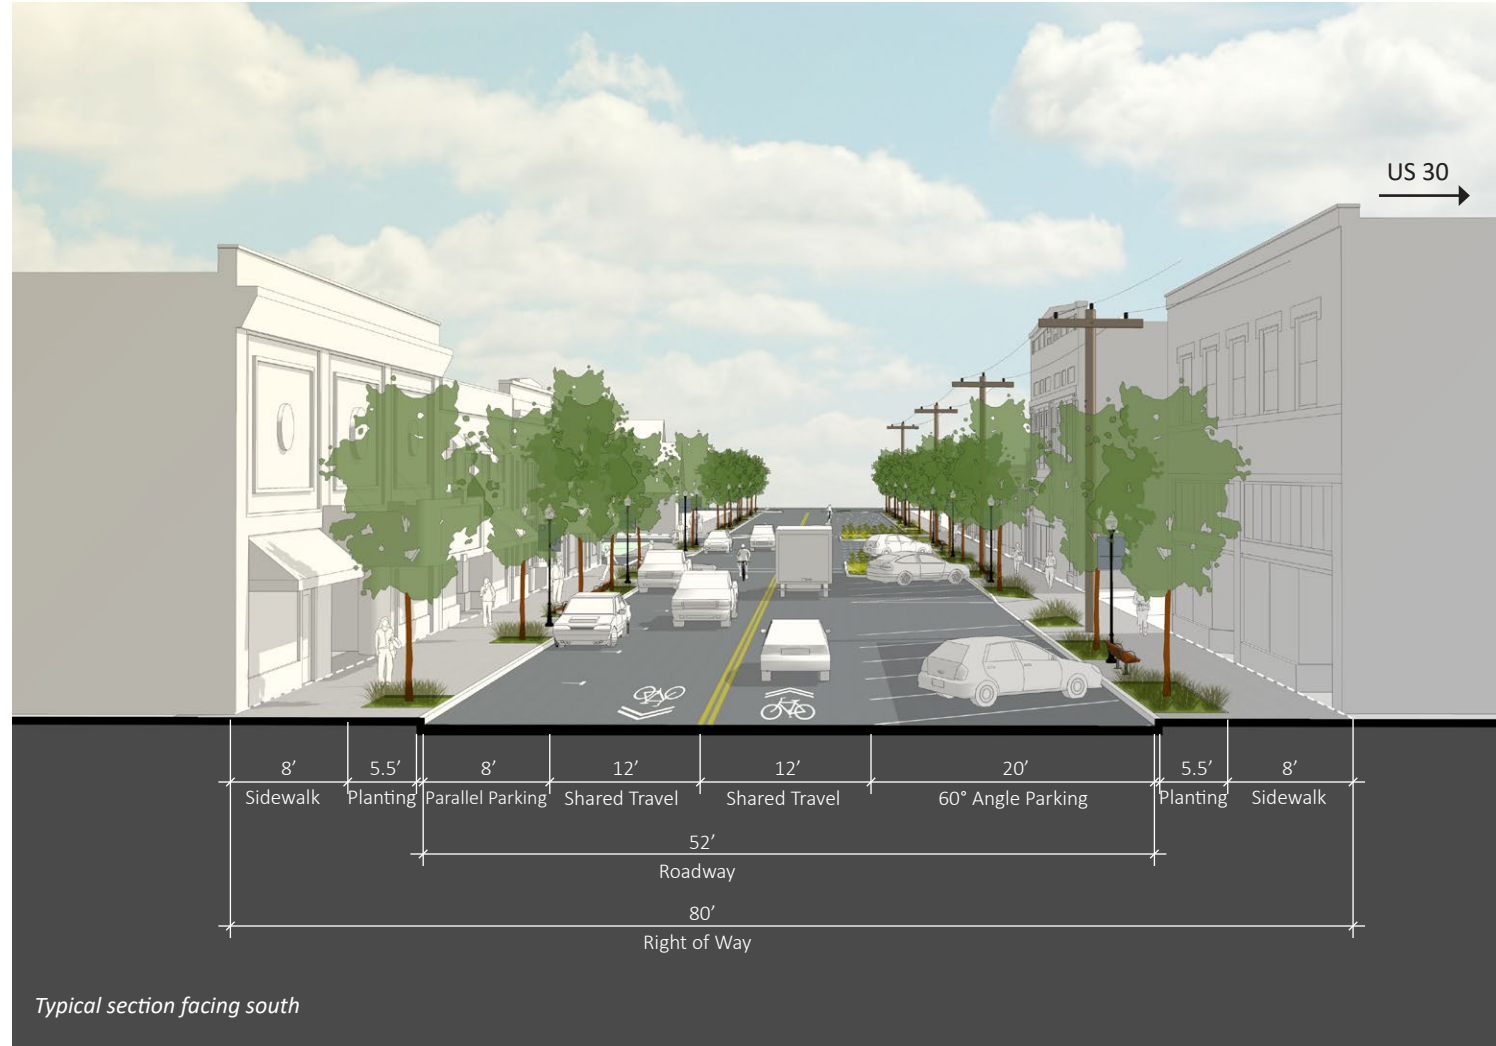 US 30
8’ 5.5’ 8’ 12’ 12’ 20’ 5.5’ 8’
Sidewalk Planting Parallel Parking Shared Travel Shared Travel 60° Angle Parking Planting Sidewalk
52’
Roadway
80’
Right of Way
Typical section facing south